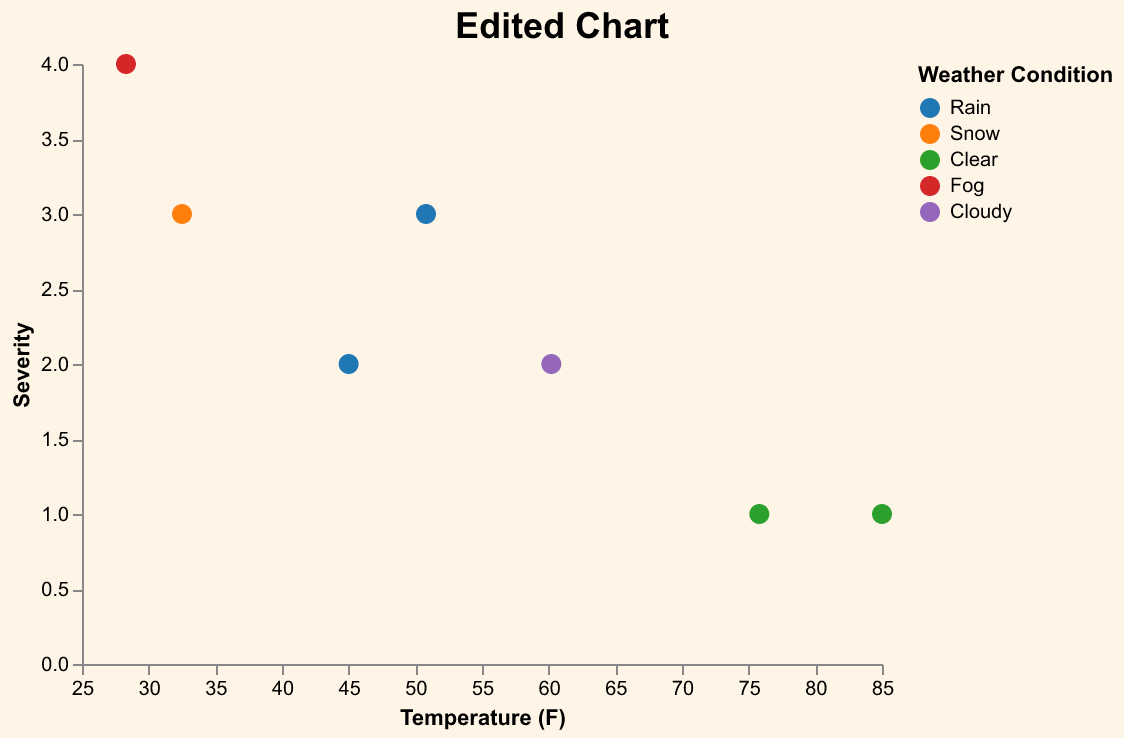 Edited Chart
4.0
3.5
3.0
2.5
2.0
1.5
1.0
0.5
0.0
Severity
25 30 35 40 45 50 55 60 65 70 75 80 85
Temperature (F)
Weather Condition
Rain
Snow
Clear
Fog
Cloudy